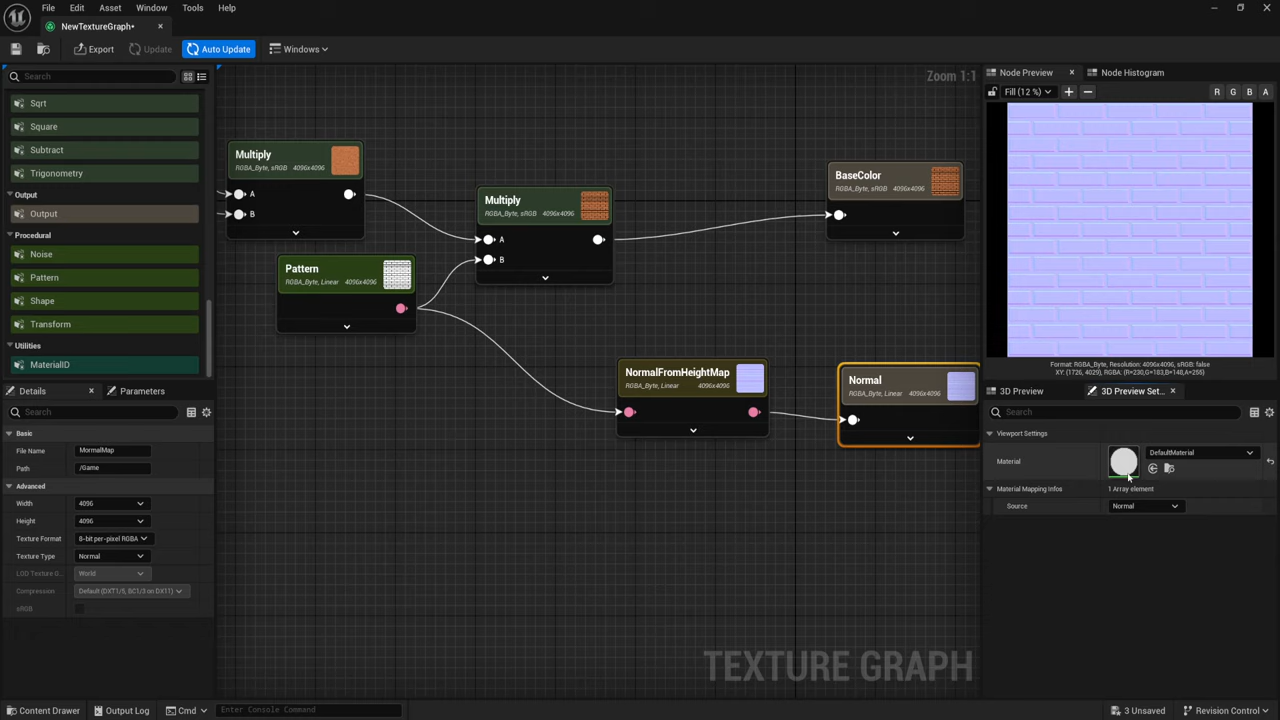 File Edit Asset Window Tools Help
NewTextureGraph*
Export Update Auto Update Windows
Search
Sqrt
Square
Subtract
Trigonometry
Output
Output
Procedural
Noise
Pattern
Shape
Transform
Utilities
MaterialID
Details Parameters
Search
Basic
File Name MormalMap
Path /Game
Advanced
Width 4096
Height 4096
Texture Format 8-bit per-pixel RGBA
Texture Type Normal
LOD Texture G... World
Compression Default (DXT1/5, BC1/3 on DX11)
sRGB
Zoom 1:1
Multiply
RGBA_Byte, sRGB 4096x4096
A
B
Pattern
RGBA_Byte, Linear 4096x4096
Multiply
RGBA_Byte, sRGB 4096x4096
A
B
BaseColor
RGBA_Byte, sRGB 4096x4096
NormalFromHeightMap
RGBA_Byte, Linear 4096x4096
Normal
RGBA_Byte, Linear 4096x4096
TEXTURE GRAPH
Node Preview Node Histogram
Fill (12 %) R G B A
Format: RGBA_Byte, Resolution: 4096x4096, sRGB: false
XY: (1726, 4029), RGBA: (R=230,G=183,B=148,A=255)
3D Preview 3D Preview Set...
Search
Viewport Settings
Material DefaultMaterial
Material Mapping Infos 1 Array element
Source Normal
Content Drawer Output Log Cmd Enter Console Command 3 Unsaved Revision Control